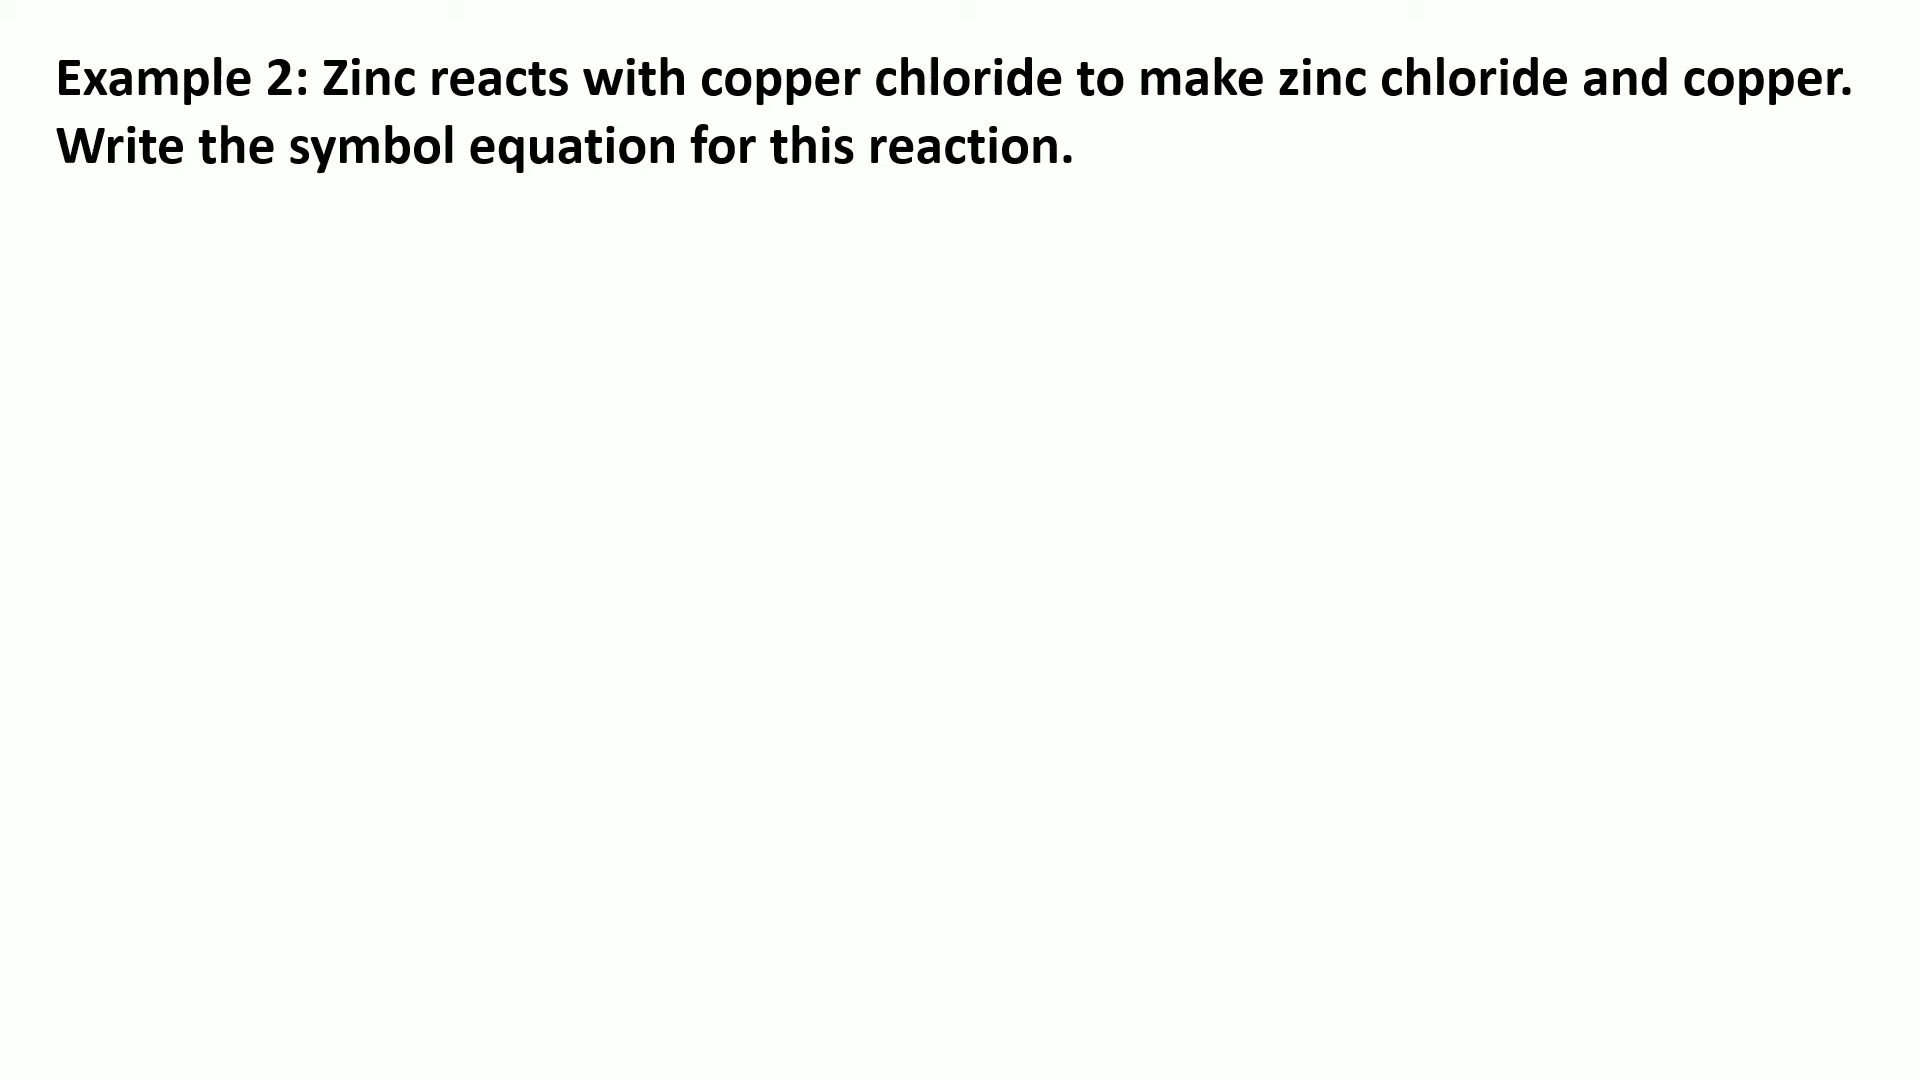 Example 2: Zinc reacts with copper chloride to make zinc chloride and copper.
Write the symbol equation for this reaction.